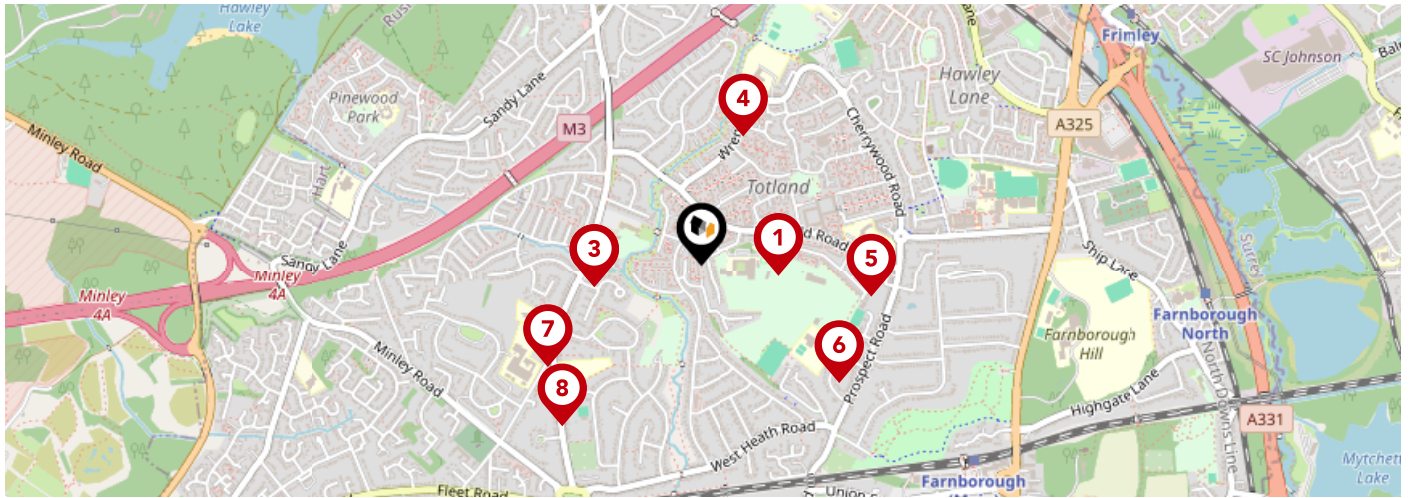 Hawley
Lake
Frimley
SC Johnson
Pinewood
Park
Sandy Lane
Hawley
Lane
4
M3
A325
Minley Road
Cherrywood Road
Hart
Totland
3
1
5
Ship Lane
Sandy Lane
Minley
4A
Minley
4A
Surrey
Farnborough
North
7
6
Farnborough
Hill
Prospect Road
Minley Road
8
Highgate Lane
North Downs Line
A331
West Heath Road
Mytchett
Lake
Farnborough
Fleet Road